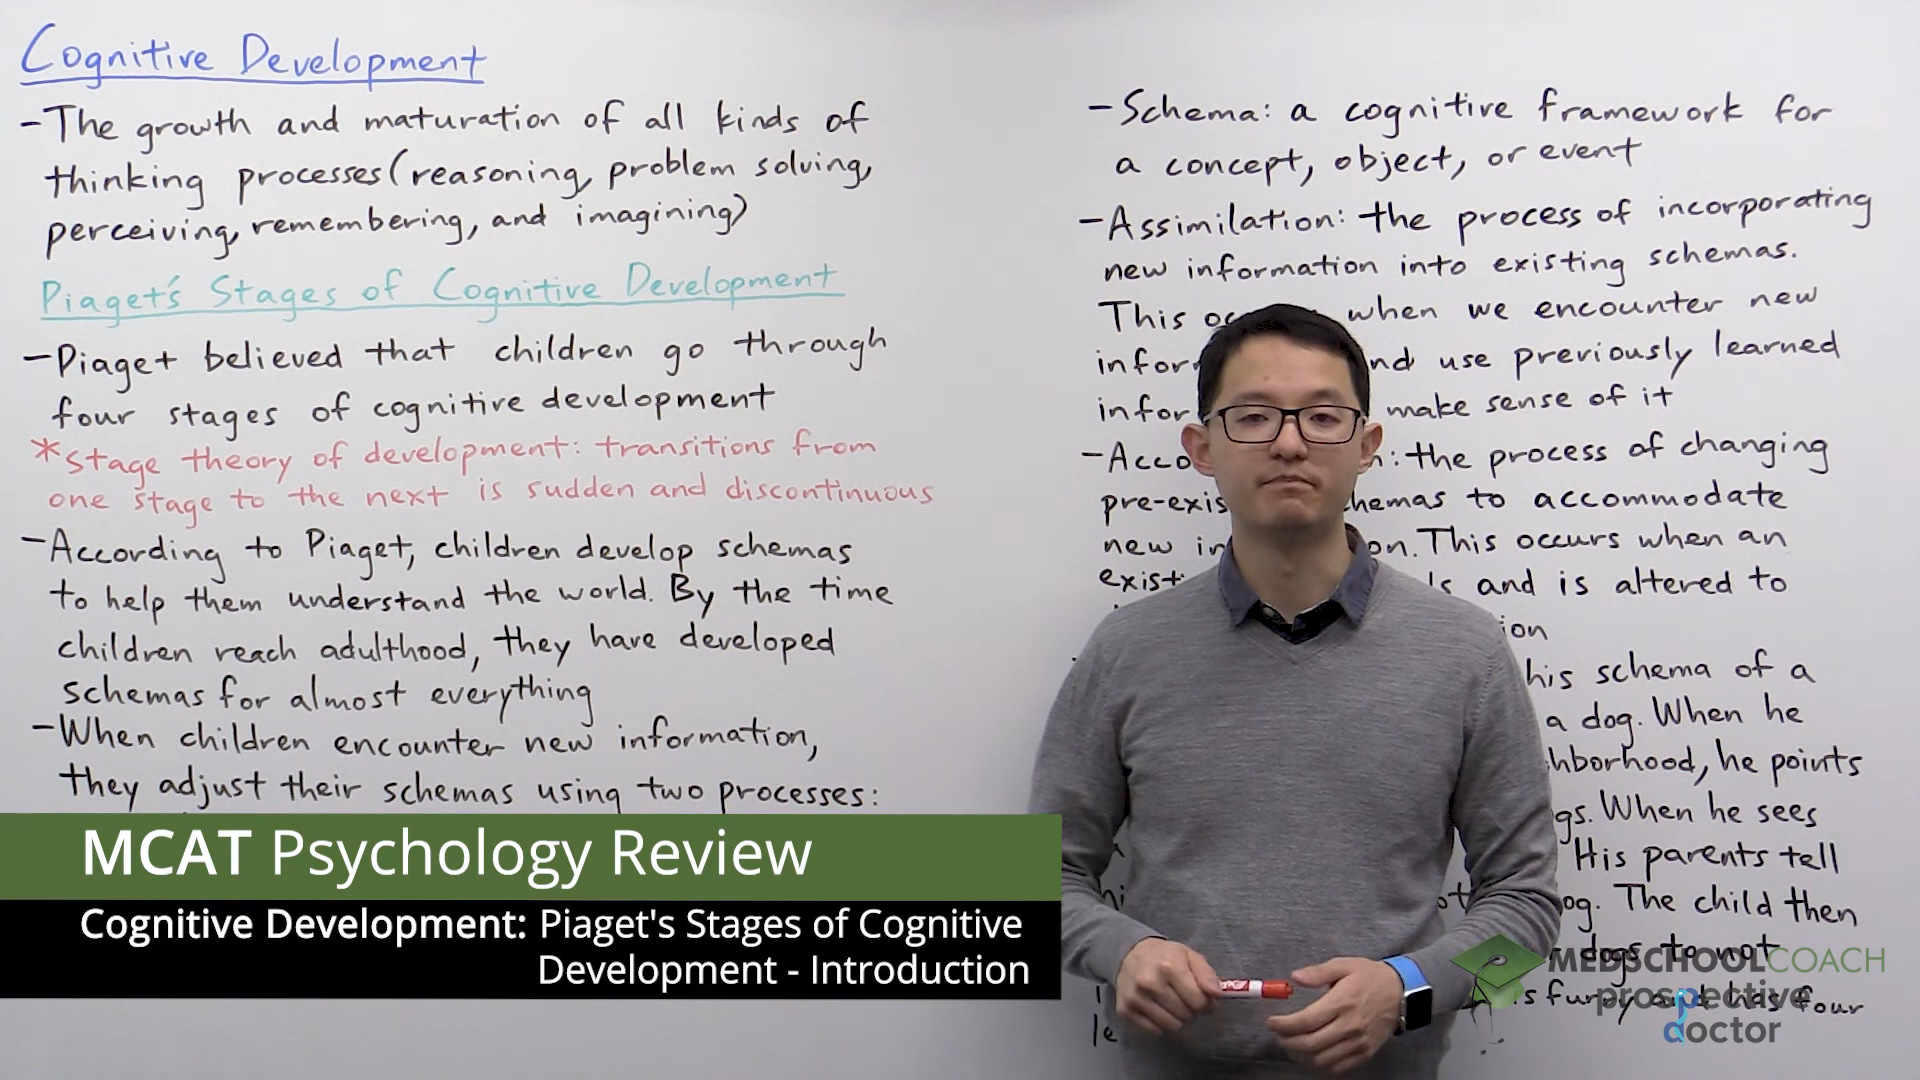 Cognitive Development
-The growth and maturation of all kinds of
thinking processes(reasoning, problem solving,
perceiving, remembering, and imagining)
Piaget's Stages of Cognitive Development
-Piaget believed that children go through
four stages of cognitive development
*Stage theory of development: transitions from
one stage to the next is sudden and discontinuous
-According to Piaget, children develop schemas
to help them understand the world. By the time
children reach adulthood, they have developed
schemas for almost everything
-When children encounter new information,
they adjust their schemas using two processes:
-Schema: a cognitive framework for
a concept, object, or event
-Assimilation: the process of incorporating
new information into existing schemas.
This when we encounter new
use previously learned
make sense of it
the process of changing
to accommodate
new This occurs when an
and is altered to
schema of a
a dog. When he
he points
When he sees
His parents tell
The child then
dogs to not
furry and has four
MCAT Psychology Review
Cognitive Development: Piaget's Stages of Cognitive
Development - Introduction
MEDSCHOOLCOACH
prospective
doctor